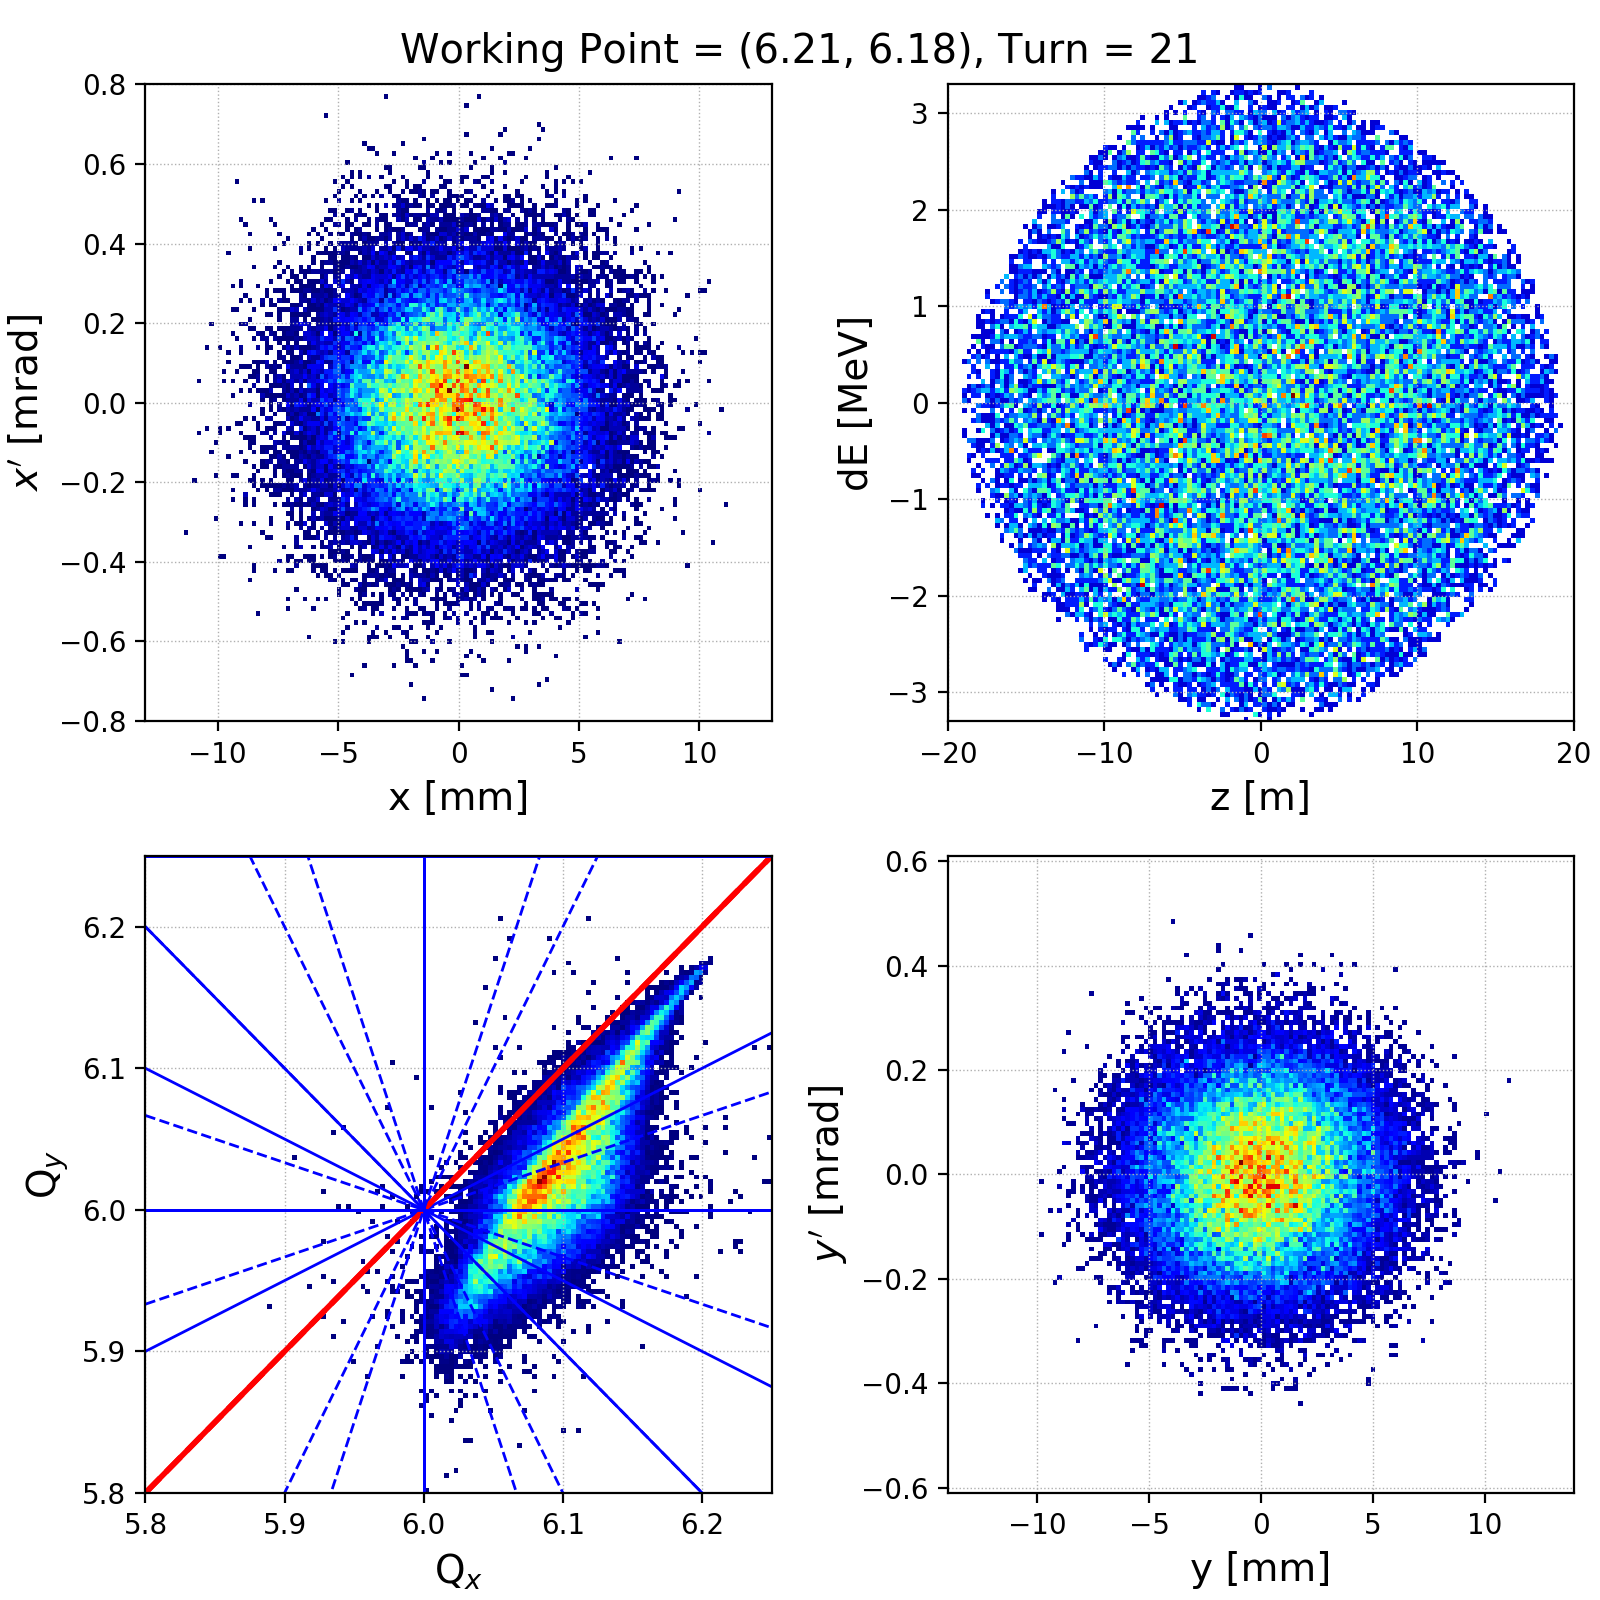 Working Point = (6.21, 6.18), Turn = 21
0.8
0.6
0.4
0.2
0.0
−0.2
−0.4
−0.6
−0.8
x′ [mrad]
−10 −5 0 5 10
x [mm]
3
2
1
0
−1
−2
−3
dE [MeV]
−20 −10 0 10 20
z [m]
6.2
6.1
6.0
5.9
5.8
Qy
5.8 5.9 6.0 6.1 6.2
Qx
0.6
0.4
0.2
0.0
−0.2
−0.4
−0.6
y′ [mrad]
−10 −5 0 5 10
y [mm]